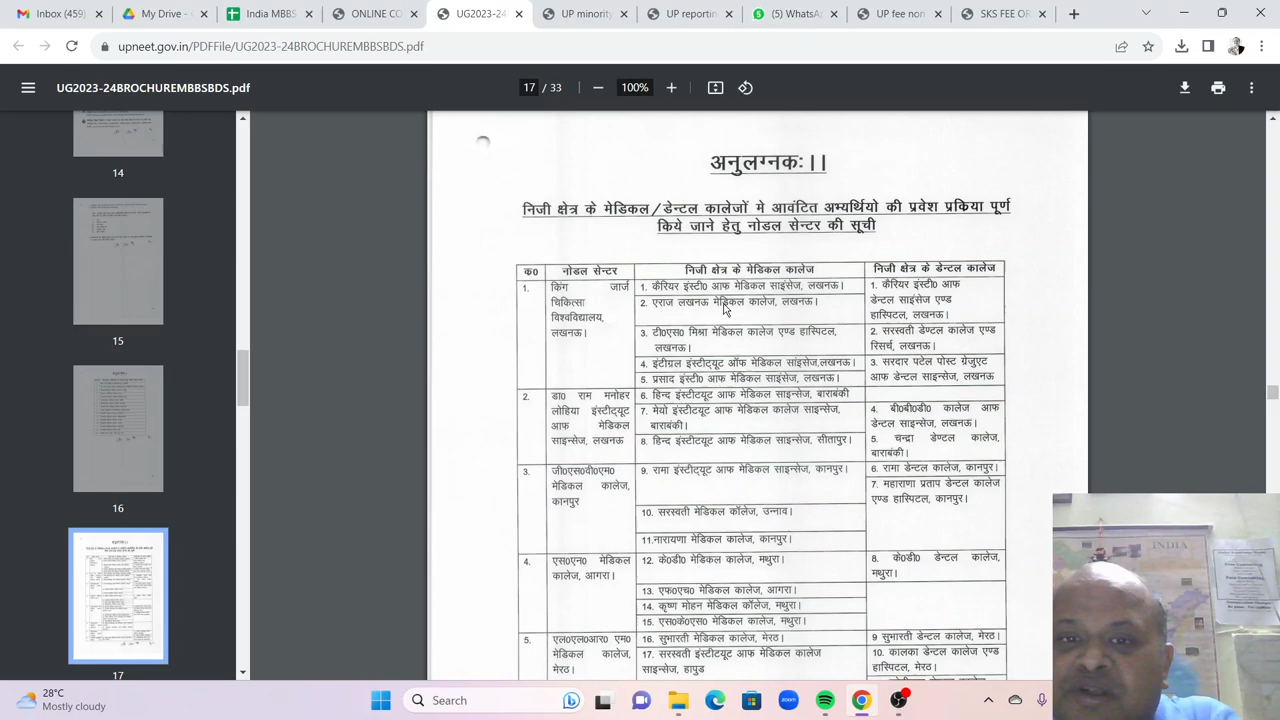 Inbox (459)
My Drive - G
India MBBS
ONLINE CO
UG2023-24
UP minority
UP reportin
(5) WhatsA
UP fee non
SKS FEE OR
upneet.gov.in/PDFFile/UG2023-24BROCHUREMBBSBDS.pdf
UG2023-24BROCHUREMBBSBDS.pdf
17 / 33
100%
14
15
16
17
अनुलग्नकः।।
निजी क्षेत्र के मेडिकल/डेन्टल कालेजों मे आवंटित अभ्यर्थियो की प्रवेश प्रकिया पूर्ण
किये जाने हेतु नोडल सेन्टर की सूची
क0 नोडल सेन्टर निजी क्षेत्र के मेडिकल कालेज निजी क्षेत्र के डेन्टल कालेज
1. किंग जार्ज चिकित्सा विश्वविद्यालय, लखनऊ।
1. कैरियर इंस्टी0 आफ मेडिकल साइंसेज, लखनऊ।
2. एराज लखनऊ मेडिकल कालेज, लखनऊ।
3. टी0एस0 मिश्रा मेडिकल कालेज एण्ड हास्पिटल,
लखनऊ।
4. इंटीग्रल इंस्टीट्यूट ऑफ मेडिकल साइंसेज,लखनऊ।
5. प्रसाद इंस्टी0 आफ मेडिकल साइंसेज, लखनऊ।
1. कैरियर इंस्टी0 आफ
डेन्टल साइंसेज एण्ड
हास्पिटल, लखनऊ।
2. सरस्वती डेण्टल कालेज एण्ड
रिसर्च, लखनऊ।
3. सरदार पटेल पोस्ट ग्रेजुएट
आफ डेन्टल साइन्सेज, लखनऊ
2. डा0 राम मनोहर
लोहिया इंस्टीट्यूट
आफ मेडिकल
साइन्सेज, लखनऊ
6. हिन्द इंस्टीटयूट आफ मेडिकल साइन्सेज, बाराबंकी
7. मेयो इंस्टीटयूट आफ मेडिकल कालेज साइन्सेज,
बाराबंकी।
8. हिन्द इंस्टीटयूट आफ मेडिकल साइन्सेज, सीतापुर।
4. बी0बी0डी0 कालेज आफ
डेन्टल साइन्सेज, लखनऊ।
5. चन्द्रा डेण्टल कालेज,
बाराबंकी।
3. जी0एस0वी0एम0
मेडिकल कालेज,
कानपुर
9. रामा इंस्टीट्यूट आफ मेडिकल साइन्सेज, कानपुर।
10. सरस्वती मेडिकल कॉलेज, उन्नाव।
11.नारायणा मेडिकल कालेज, कानपुर।
6. रामा डेन्टल कालेज, कानपुर।
7. महाराणा प्रताप डेन्टल कालेज
एण्ड हास्पिटल, कानपुर।
4. एस0एन0 मेडिकल
कालेज, आगरा।
12. के0डी0 मेडिकल कालेज, मथुरा।
13. एफ0एच0 मेडिकल कालेज, आगरा।
14. कृष्ण मोहन मेडिकल कॉलेज, मथुरा।
15. एस0के0एस0 मेडिकल कालेज, मथुरा।
8. के0डी0 डेन्टल कालेज,
मथुरा।
5. एल0एल0आर0 एम0
मेडिकल कालेज,
मेरठ।
16. सुभारती मेडिकल कालेज, मेरठ।
17. सरस्वती इंस्टीटयूट आफ मेडिकल
साइन्सेज, हापुड
9 सुभारती डेन्टल कालेज, मेरठ।
10. कालका डेन्टल कालेज एण्ड
हास्पिटल, मेरठ।
INDIA
28°C
Mostly cloudy
Search
zoom